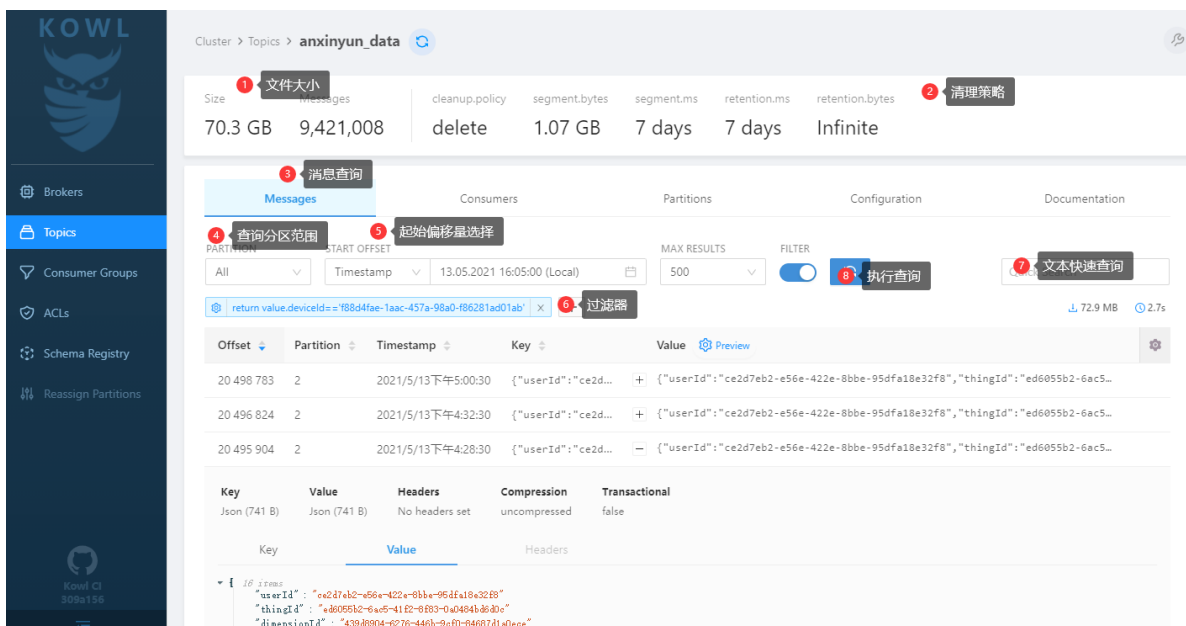 KOWL
Cluster > Topics > anxinyun_data
1 文件大小
2 清理策略
Size Messages cleanup.policy segment.bytes segment.ms retention.ms retention.bytes
70.3 GB 9,421,008 delete 1.07 GB 7 days 7 days Infinite
3 消息查询
Brokers
Topics
Consumer Groups
ACLs
Schema Registry
Reassign Partitions
Kowl CI
309a156
Messages Consumers Partitions Configuration Documentation
4 查询分区范围
5 起始偏移量选择
PARTITION START OFFSET MAX RESULTS FILTER
All Timestamp 13.05.2021 16:05:00 (Local) 500
8 执行查询
7 文本快速查询
return value.deviceId=='f88d4fae-1aac-457a-98a0-f86281ad01ab' ×
6 过滤器
72.9 MB 2.7s
Offset Partition Timestamp Key Value Preview
20 498 783 2 2021/5/13下午5:00:30 {"userId":"ce2d... + {"userId":"ce2d7eb2-e56e-422e-8bbe-95dfa18e32f8","thingId":"ed6055b2-6ac5…
20 496 824 2 2021/5/13下午4:32:30 {"userId":"ce2d... + {"userId":"ce2d7eb2-e56e-422e-8bbe-95dfa18e32f8","thingId":"ed6055b2-6ac5…
20 495 904 2 2021/5/13下午4:28:30 {"userId":"ce2d... − {"userId":"ce2d7eb2-e56e-422e-8bbe-95dfa18e32f8","thingId":"ed6055b2-6ac5…
Key Value Headers Compression Transactional
Json (741 B) Json (741 B) No headers set uncompressed false
Key Value Headers
{ 16 items
"userId" : "ce2d7eb2-e56e-422e-8bbe-95dfa18e32f8"
"thingId" : "ed6055b2-6ac5-41f2-8f83-0a0484bd6d0c"
"dimensionId" : "439d8904-6276-446b-9cf0-84687d1a0ece"